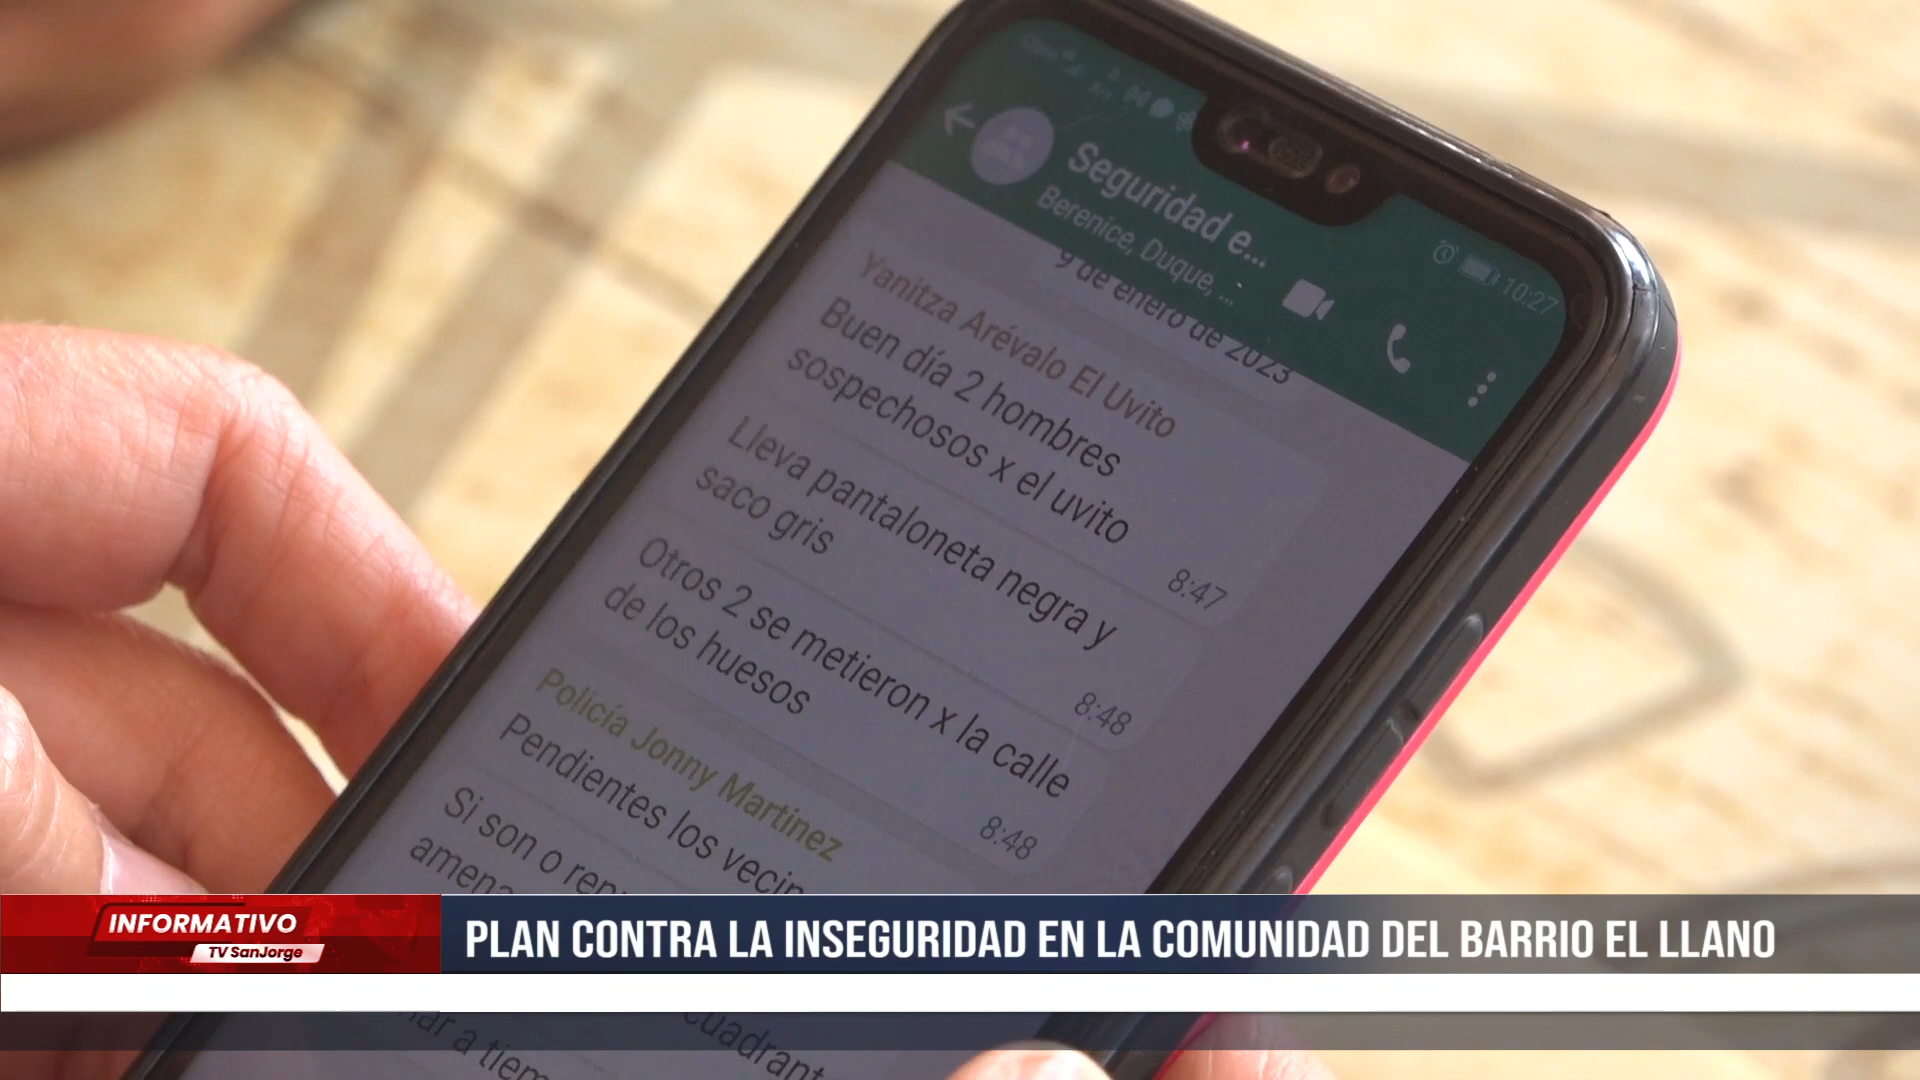 10:27
Seguridad e...
Berenice, Duque, ...
9 de enero de 2023
Yanitza Arévalo El Uvito
Buen día 2 hombres
sospechosos x el uvito
8:47
Lleva pantaloneta negra y
saco gris
8:48
Otros 2 se metieron x la calle
de los huesos
8:48
Policía Jonny Martinez
Pendientes los
Si son o
INFORMATIVO
TV SanJorge
PLAN CONTRA LA INSEGURIDAD EN LA COMUNIDAD DEL BARRIO EL LLANO
a